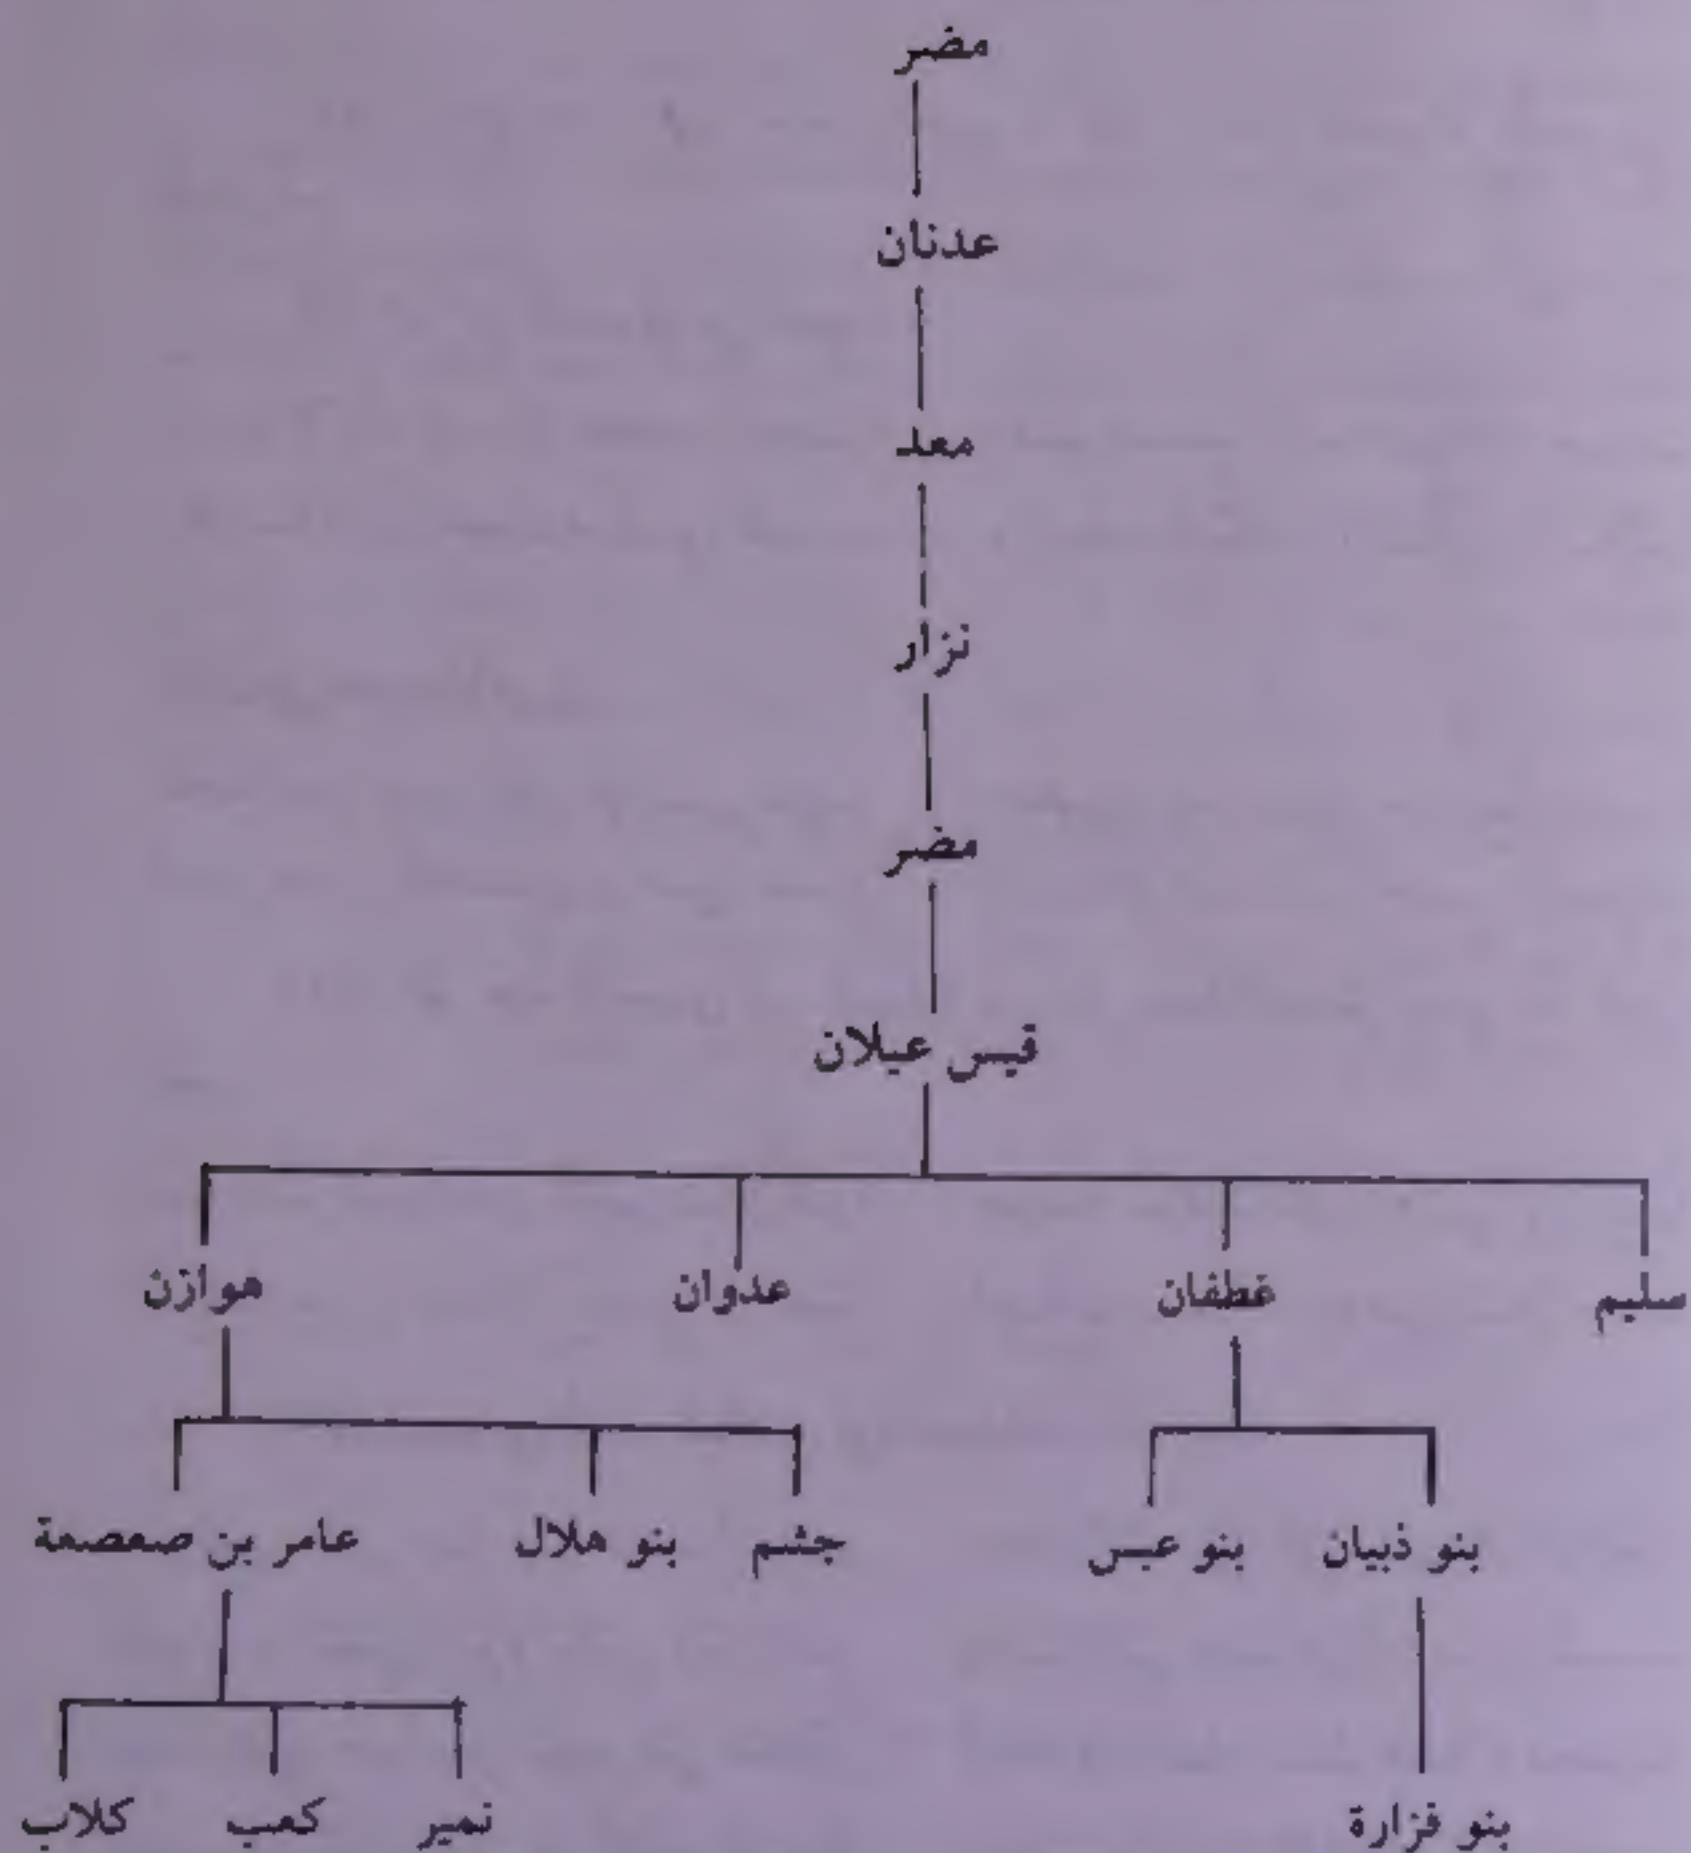 مضر
عدنان
معد
نزار
مضر
قيس عيلان
سليم غطفان عدوان هوازن
بنو ذبيان بنو عبس جشم بنو هلال عامر بن صعصعة
بنو فزارة نمير كعب كلاب